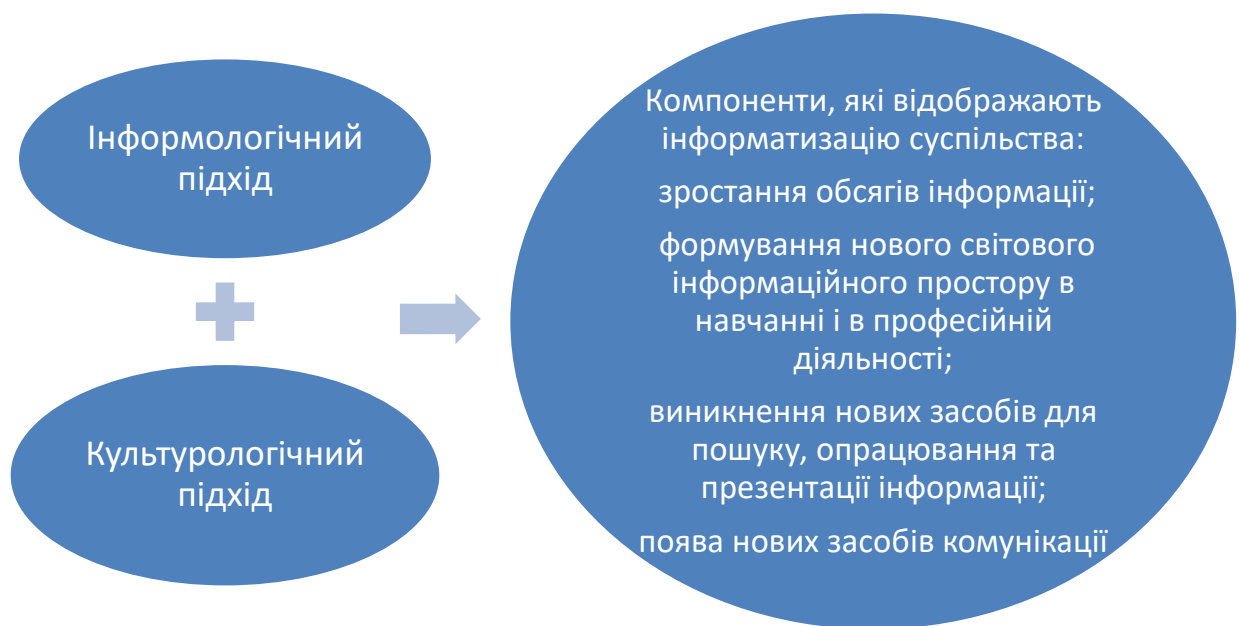 Інформологічний
підхід
Культурологічний
підхід
Компоненти, які відображають
інформатизацію суспільства:
зростання обсягів інформації;
формування нового світового
інформаційного простору в
навчанні і в професійній
діяльності;
виникнення нових засобів для
пошуку, опрацювання та
презентації інформації;
поява нових засобів комунікації